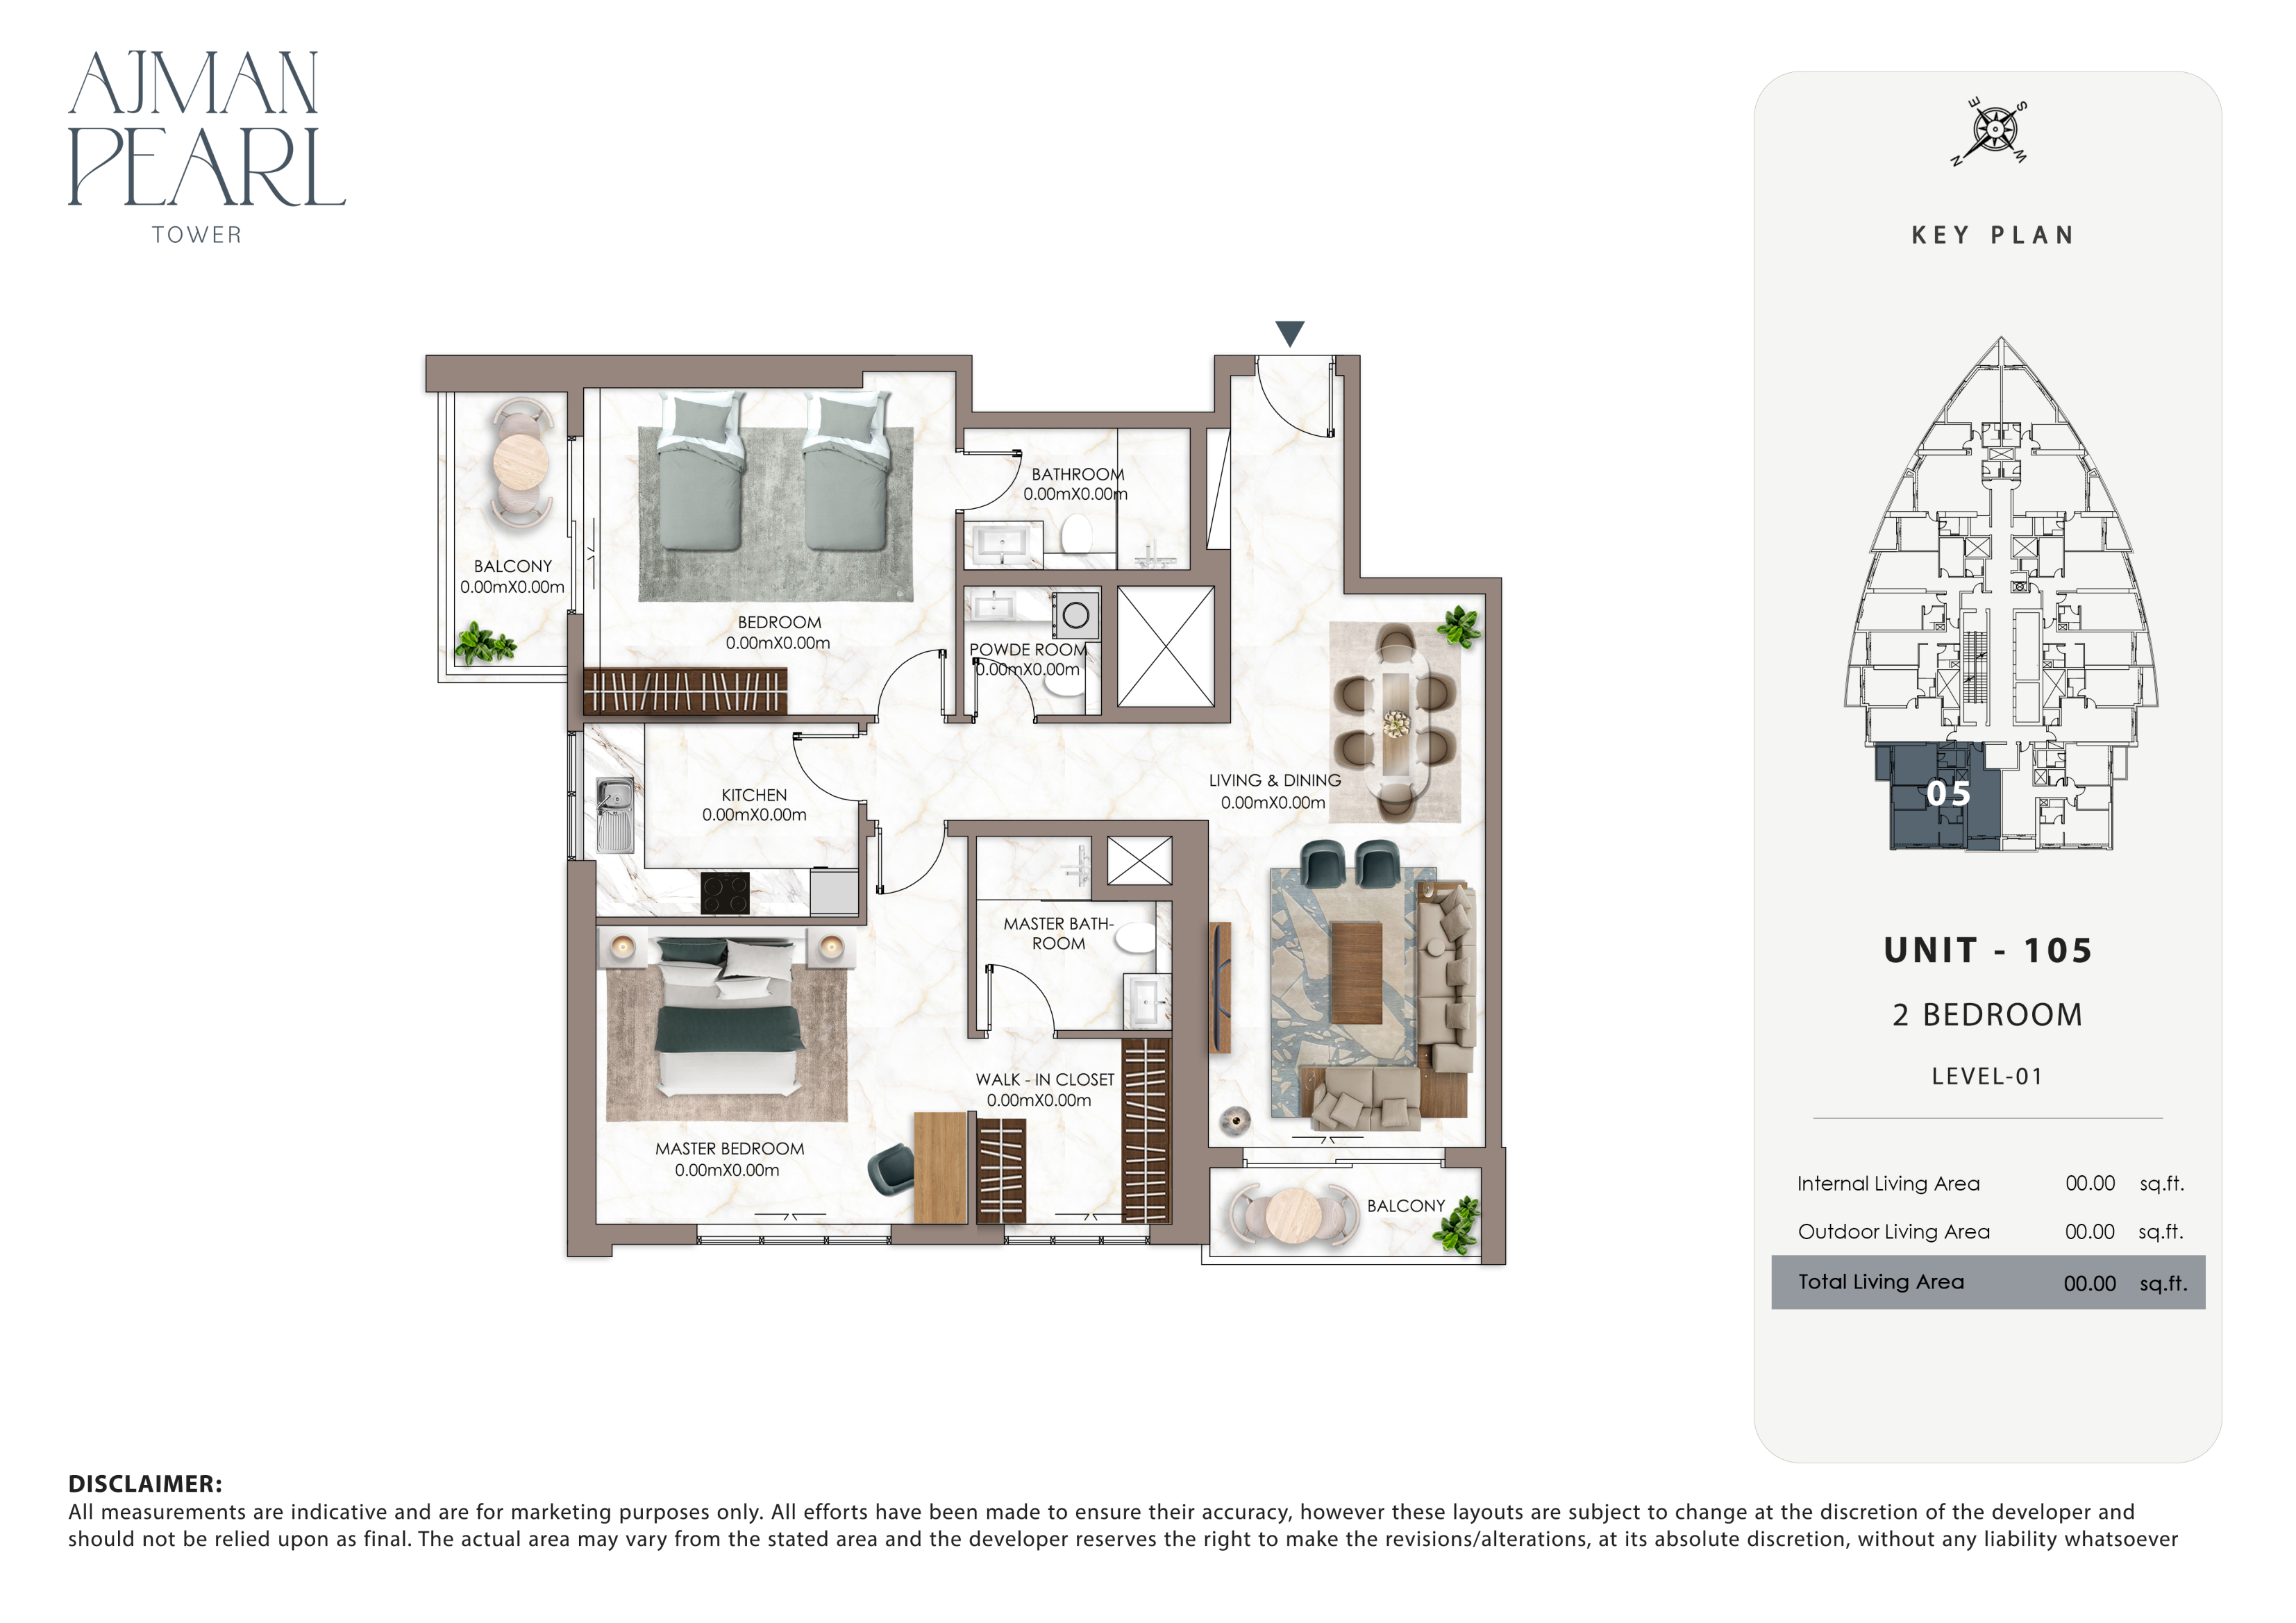 AJMAN
PEARL
TOWER
E
S
N
W
KEY PLAN
BATHROOM
0.00mX0.00m
BALCONY
0.00mX0.00m
BEDROOM
0.00mX0.00m
POWDE ROOM
0.00mX0.00m
LIVING & DINING
0.00mX0.00m
KITCHEN
0.00mX0.00m
MASTER BATH-
ROOM
WALK - IN CLOSET
0.00mX0.00m
MASTER BEDROOM
0.00mX0.00m
BALCONY
05
UNIT - 105
2 BEDROOM
LEVEL-01
Internal Living Area 00.00 sq.ft.
Outdoor Living Area 00.00 sq.ft.
Total Living Area 00.00 sq.ft.
DISCLAIMER:
All measurements are indicative and are for marketing purposes only. All efforts have been made to ensure their accuracy, however these layouts are subject to change at the discretion of the developer and
should not be relied upon as final. The actual area may vary from the stated area and the developer reserves the right to make the revisions/alterations, at its absolute discretion, without any liability whatsoever